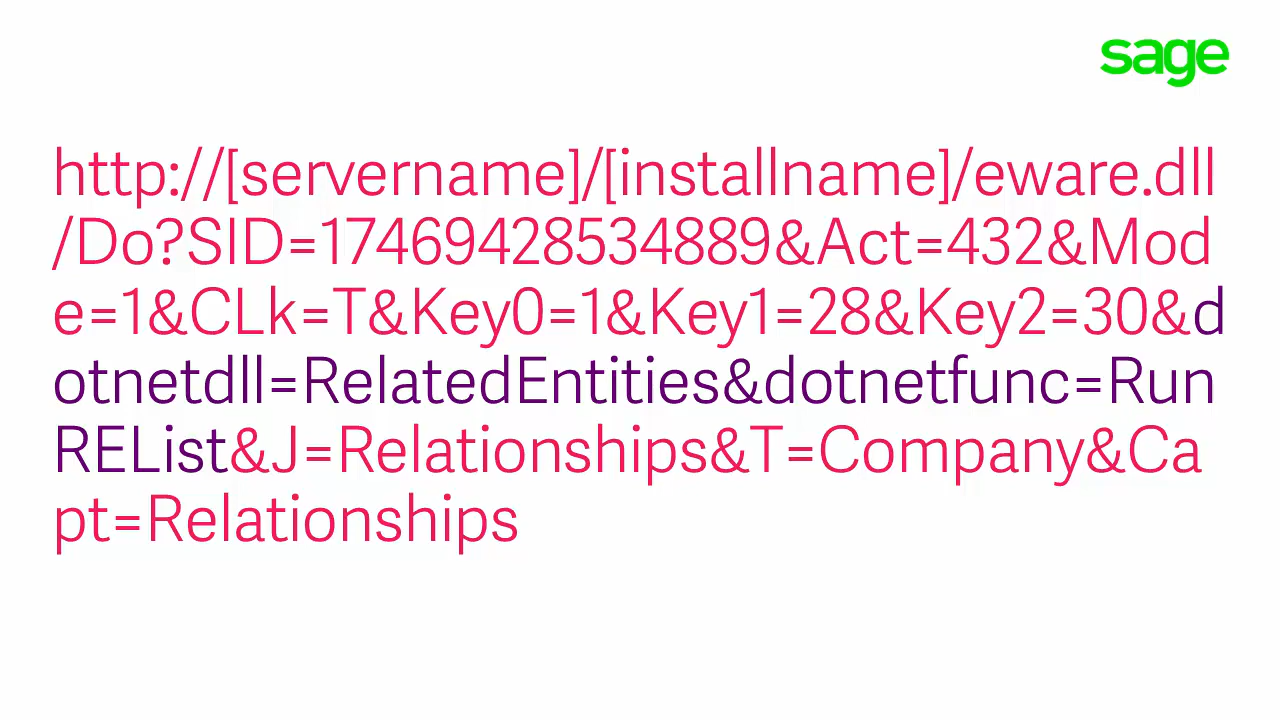 sage
http://[servername]/[installname]/eware.dll
/Do?SID=17469428534889&Act=432&Mod
e=1&CLk=T&Key0=1&Key1=28&Key2=30&d
otnetdll=RelatedEntities&dotnetfunc=Run
REList&J=Relationships&T=Company&Ca
pt=Relationships